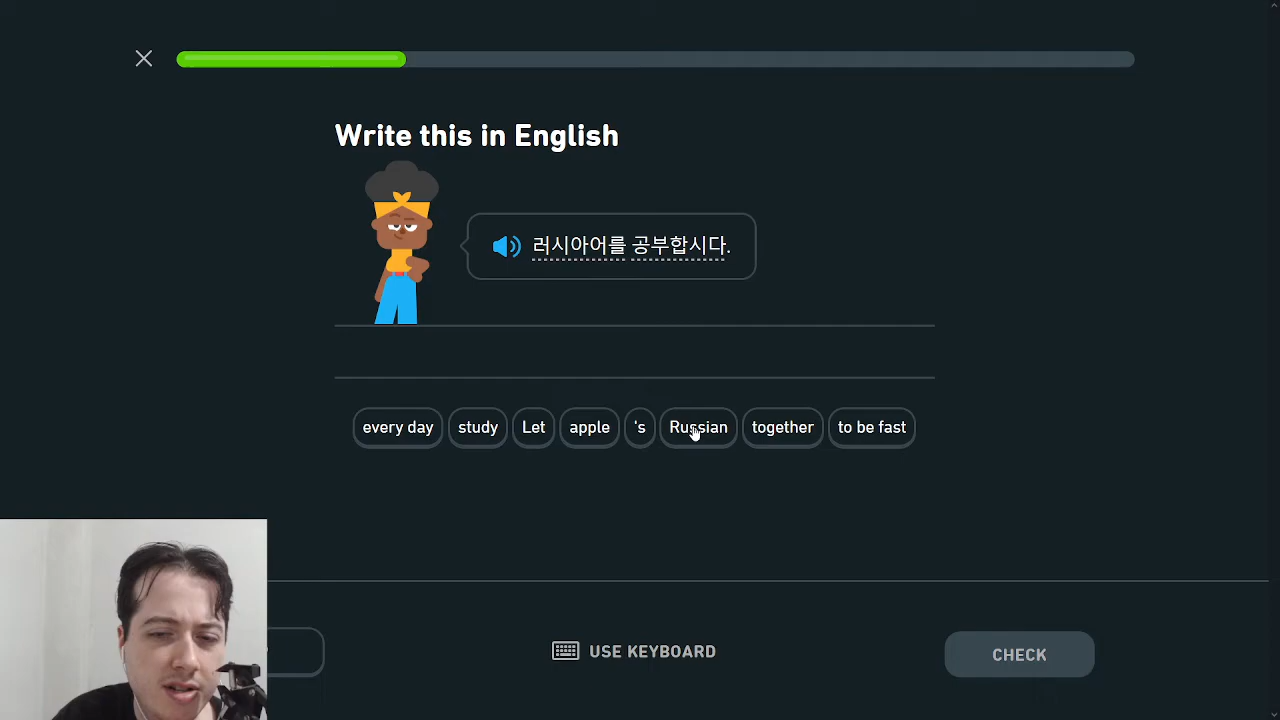 Write this in English
러시아어를 공부합시다.
every day study Let apple 's Russian together to be fast
USE KEYBOARD
CHECK